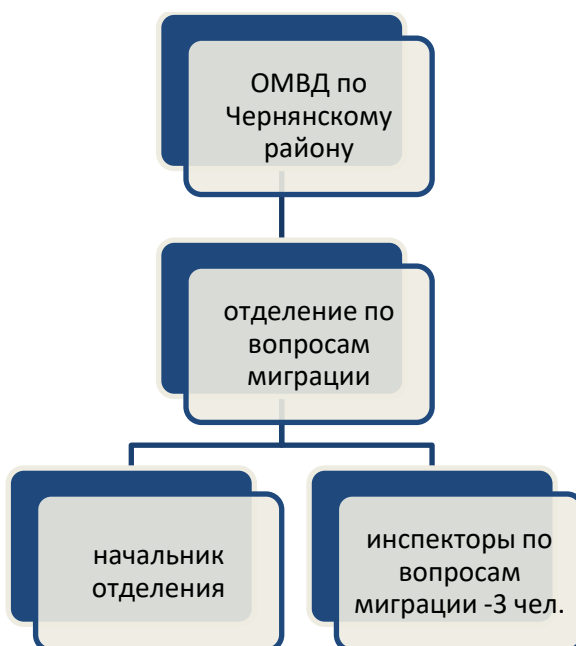 ОМВД по
Чернянскому
району
отделение по
вопросам
миграции
начальник
отделения
инспекторы по
вопросам
миграции -3 чел.